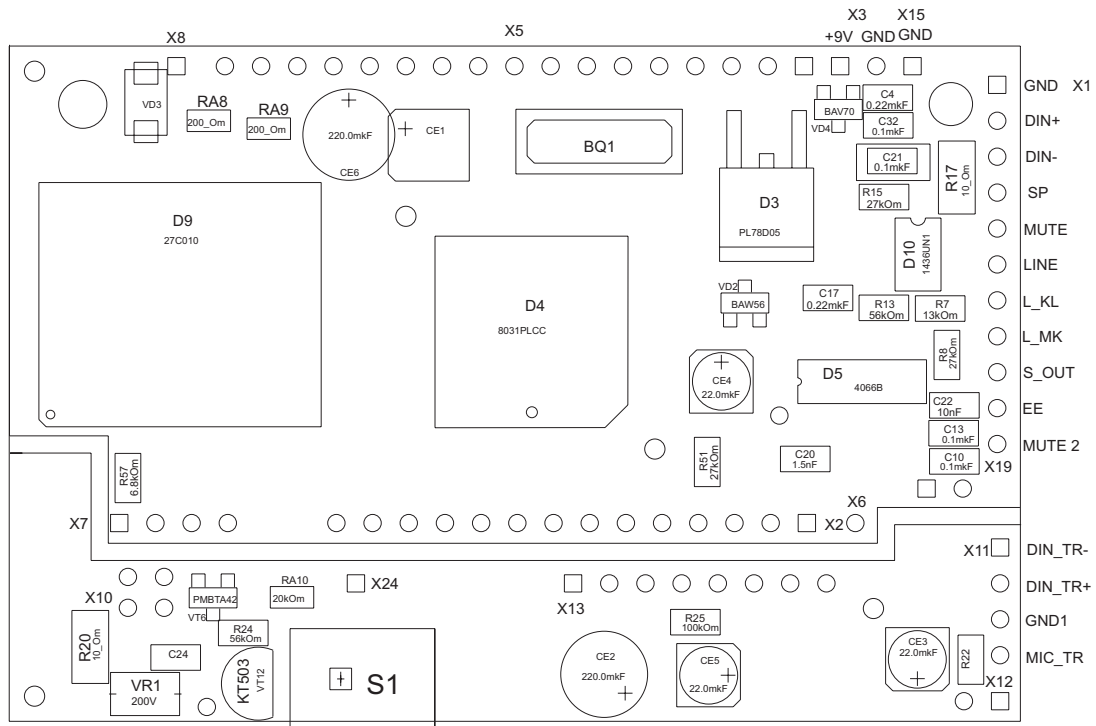 X3 X15
X8 X5 +9V GND GND
VD3
RA8
200_Om
RA9
200_Om
220.0mkF
CE6
CE1
BQ1
BAV70
VD4
C4
0.22mkF
C32
0.1mkF
C21
0.1mkF
R15
27kOm
R17
10_Om
GND X1
DIN+
DIN-
SP
MUTE
LINE
L_KL
L_MK
S_OUT
EE
MUTE 2
D9
27C010
D4
8031PLCC
D3
PL78D05
D10
1436UN1
VD2
BAW56
C17
0.22mkF
R13
56kOm
R7
13kOm
R8
27kOm
CE4
22.0mkF
D5
4066B
C22
10nF
C13
0.1mkF
C10
0.1mkF
X19
R57
6.8kOm
R51
27kOm
C20
1.5nF
X7
X2
X6
X11 DIN_TR-
DIN_TR+
GND1
MIC_TR
X12
X10
PMBTA42
VT6
RA10
20kOm
X24
X13
R20
10_Om
R24
56kOm
C24
VR1
200V
KT503
VT12
S1
CE2
220.0mkF
R25
100kOm
CE5
22.0mkF
CE3
22.0mkF
R22